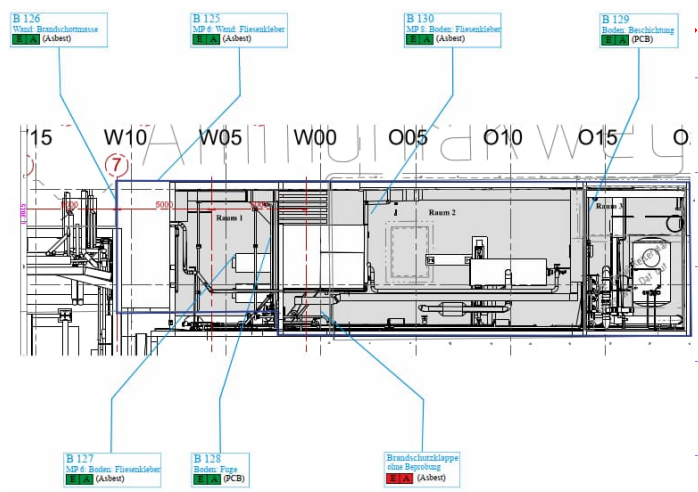 B 126
Wand: Brandschottmasse
E A (Asbest)
B 125
MP 6: Wand: Fliesenkleber
E A (Asbest)
B 130
MP 8: Boden: Fliesenkleber
E A (Asbest)
B 129
Boden: Beschichtung
E A (PCB)
15 W10 W05 W00 O05 O10 O15 O
7
5000
Raum 1
Raum 2
Raum 3
B 127
MP 6: Boden: Fliesenkleber
E A (Asbest)
B 128
Boden: Fuge
E A (PCB)
Brandschutzklappe
ohne Beprobung
E A (Asbest)